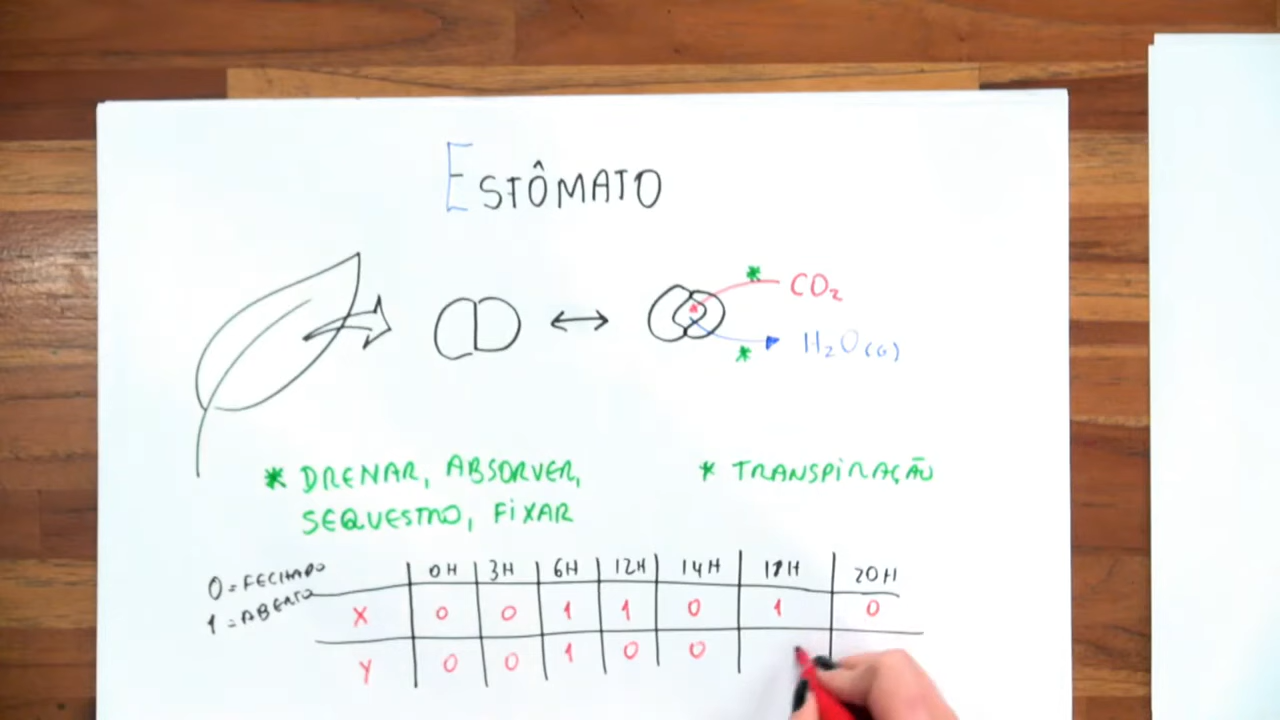 ESTÔMATO
* CO2
* H2O(G)
* DRENAR, ABSORVER,
SEQUESTRO, FIXAR
* TRANSPIRAÇÃO
0 = FECHADO
1 = ABERTO
0H 3H 6H 12H 14H 17H 20H
X 0 0 1 1 0 1 0
Y 0 0 1 0 0